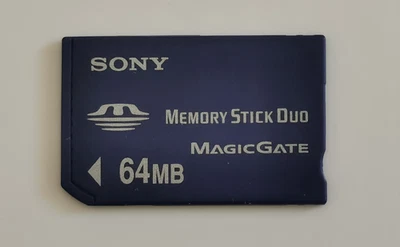 SONY
MEMORY STICK DUO
MAGICGATE
64MB